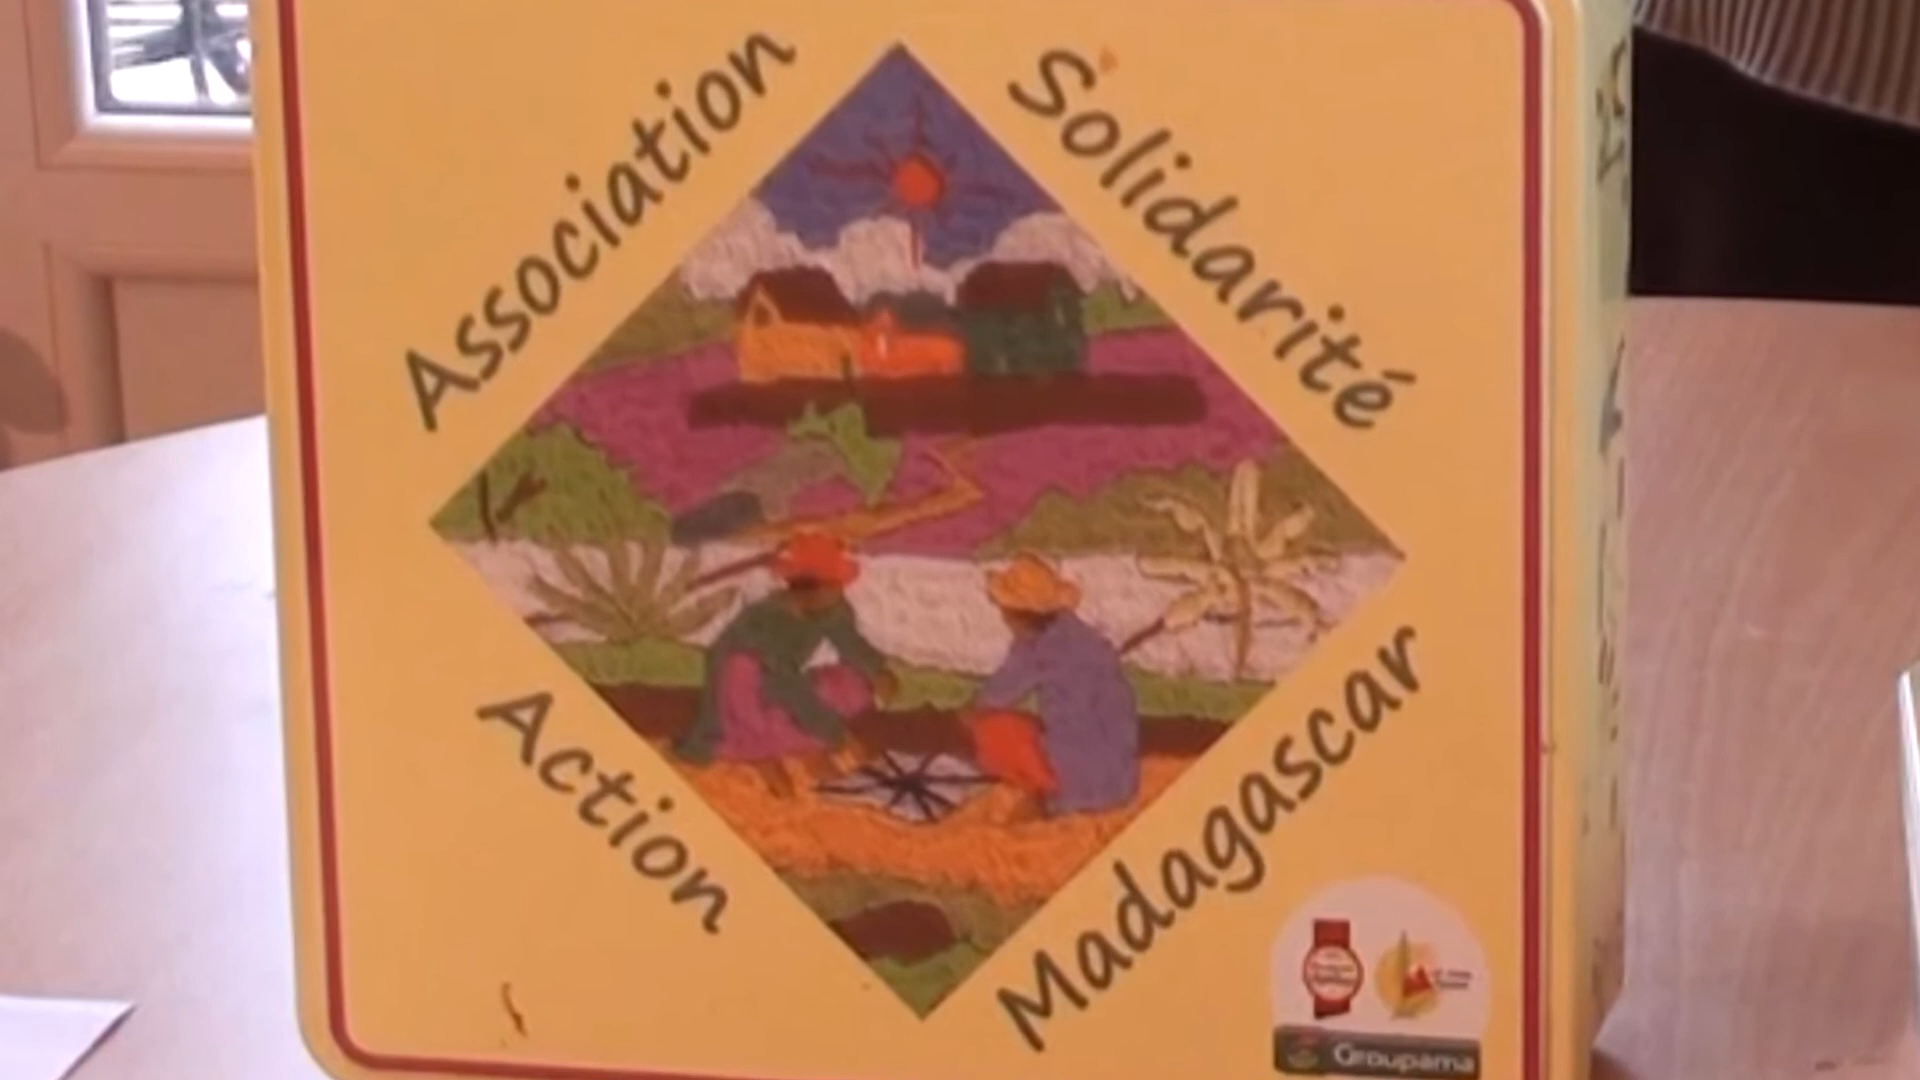 Association
Solidarité
Action
Madagascar
Groupama